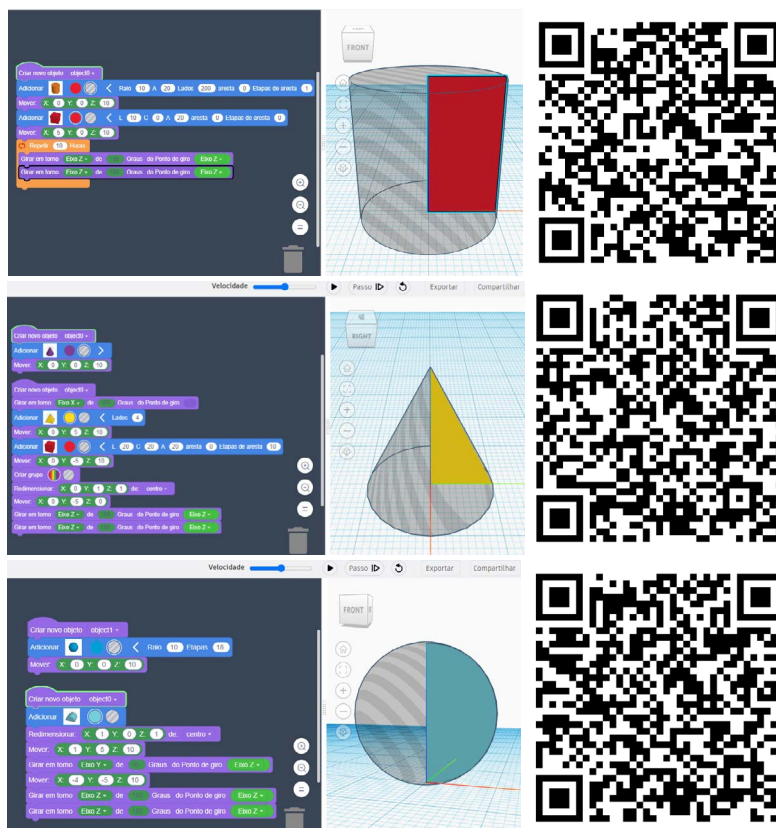 Criar novo objeto object0
Adicionar Raio 10 A 20 Lados 200 aresta 0 Etapas de aresta 1
Mover: X: 0 Y: 0 Z: 10
Adicionar L 10 C 0 A 20 aresta 0 Etapas de aresta 0
Mover: X: 5 Y: 0 Z: 10
Repetir 18
Girar em torno Eixo Z de Graus do Ponto de giro Eixo Z
Girar em torno Eixo Z de Graus do Ponto de giro Eixo Z
FRONT
Velocidade Passo Exportar Compartilhar
Criar novo objeto object0
Adicionar
Mover: X: 0 Y: 0 Z: 10
Criar novo objeto object0
Girar em torno Eixo X de Graus do Ponto de giro
Adicionar Lados 4
Mover: X: 0 Y: 5 Z: 10
Adicionar L 20 C 20 A 20 aresta 0 Etapas de aresta 10
Mover: X: 0 Y: -5 Z: 10
Criar grupo
Redimensionar: X: 0 Y: 1 Z: 1 de: centro
Mover: X: 0 Y: 5 Z: 0
Girar em torno Eixo Z de Graus do Ponto de giro Eixo Z
Girar em torno Eixo Z de Graus do Ponto de giro Eixo Z
RIGHT
Velocidade Passo Exportar Compartilhar
Criar novo objeto object1
Adicionar Raio 10 Etapas 18
Mover: X: 0 Y: 0 Z: 10
Criar novo objeto object0
Adicionar
Redimensionar: X: 1 Y: 0 Z: 1 de: centro
Mover: X: 1 Y: 5 Z: 10
Girar em torno Eixo Y de Graus do Ponto de giro Eixo Z
Mover: X: -4 Y: -5 Z: 10
Girar em torno Eixo Z de Graus do Ponto de giro Eixo Z
Girar em torno Eixo Z de Graus do Ponto de giro Eixo Z
FRONT